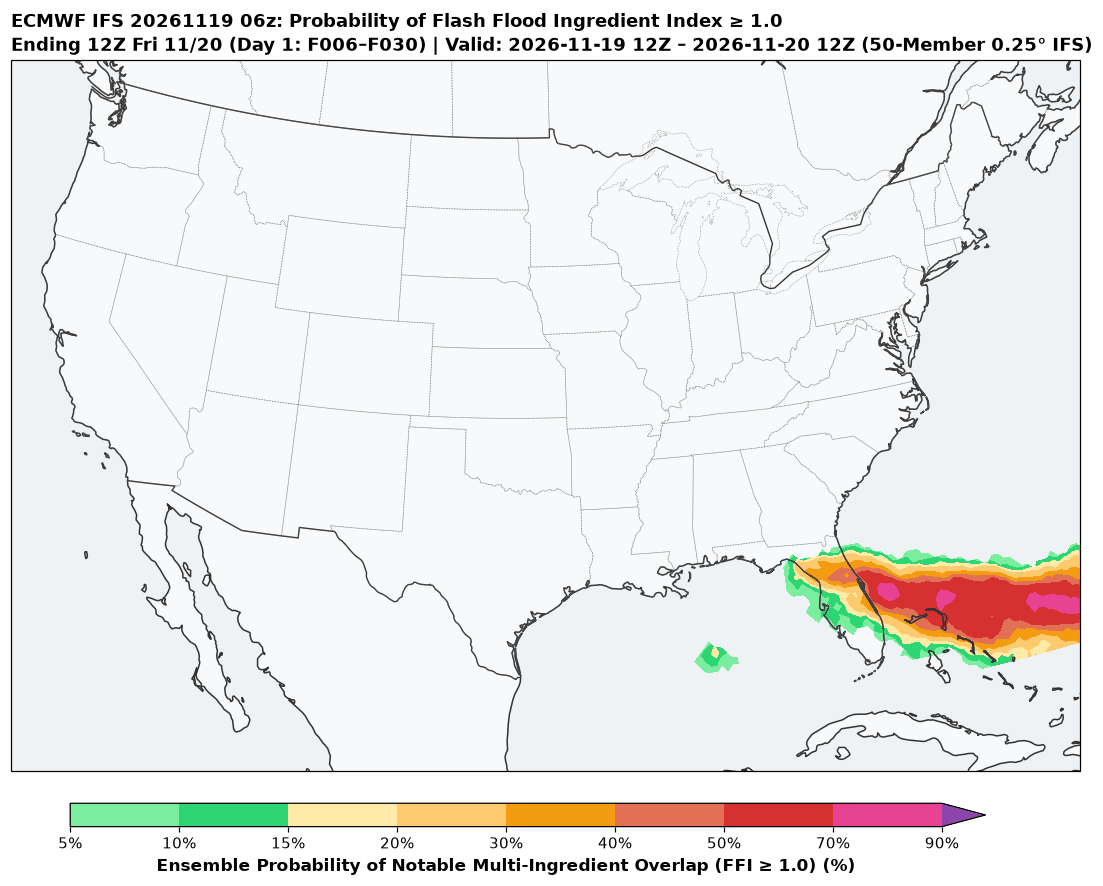 ECMWF IFS 20261119 06z: Probability of Flash Flood Ingredient Index ≥ 1.0
Ending 12Z Fri 11/20 (Day 1: F006–F030) | Valid: 2026-11-19 12Z – 2026-11-20 12Z (50-Member 0.25° IFS)
5% 10% 15% 20% 30% 40% 50% 70% 90%
Ensemble Probability of Notable Multi-Ingredient Overlap (FFI ≥ 1.0) (%)